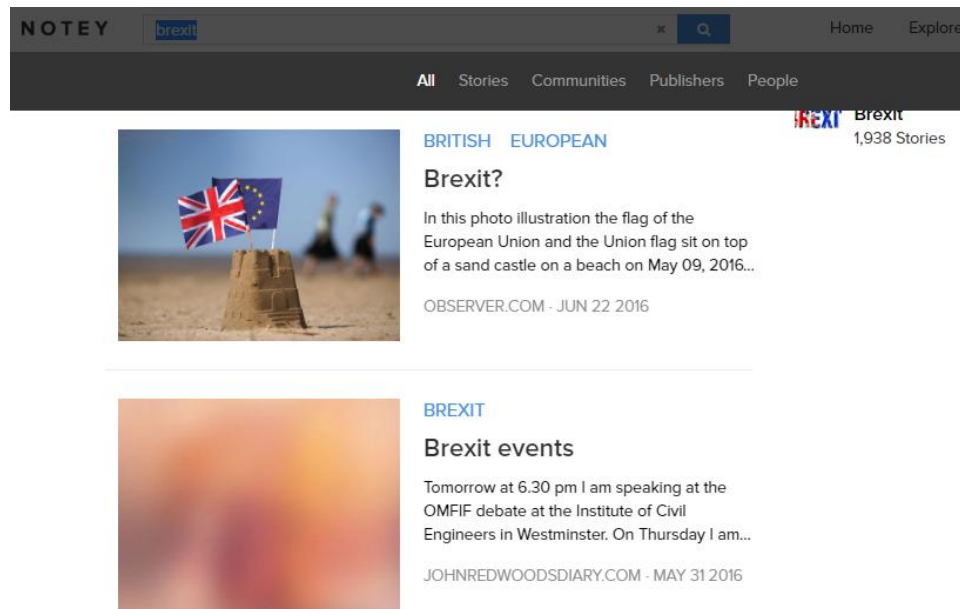 NOTEY brexit × Home Explore
All Stories Communities Publishers People
REXIT Brexit
1,938 Stories
BRITISH EUROPEAN
Brexit?
In this photo illustration the flag of the
European Union and the Union flag sit on top
of a sand castle on a beach on May 09, 2016...
OBSERVER.COM · JUN 22 2016
BREXIT
Brexit events
Tomorrow at 6.30 pm I am speaking at the
OMFIF debate at the Institute of Civil
Engineers in Westminster. On Thursday I am...
JOHNREDWOODSDIARY.COM · MAY 31 2016